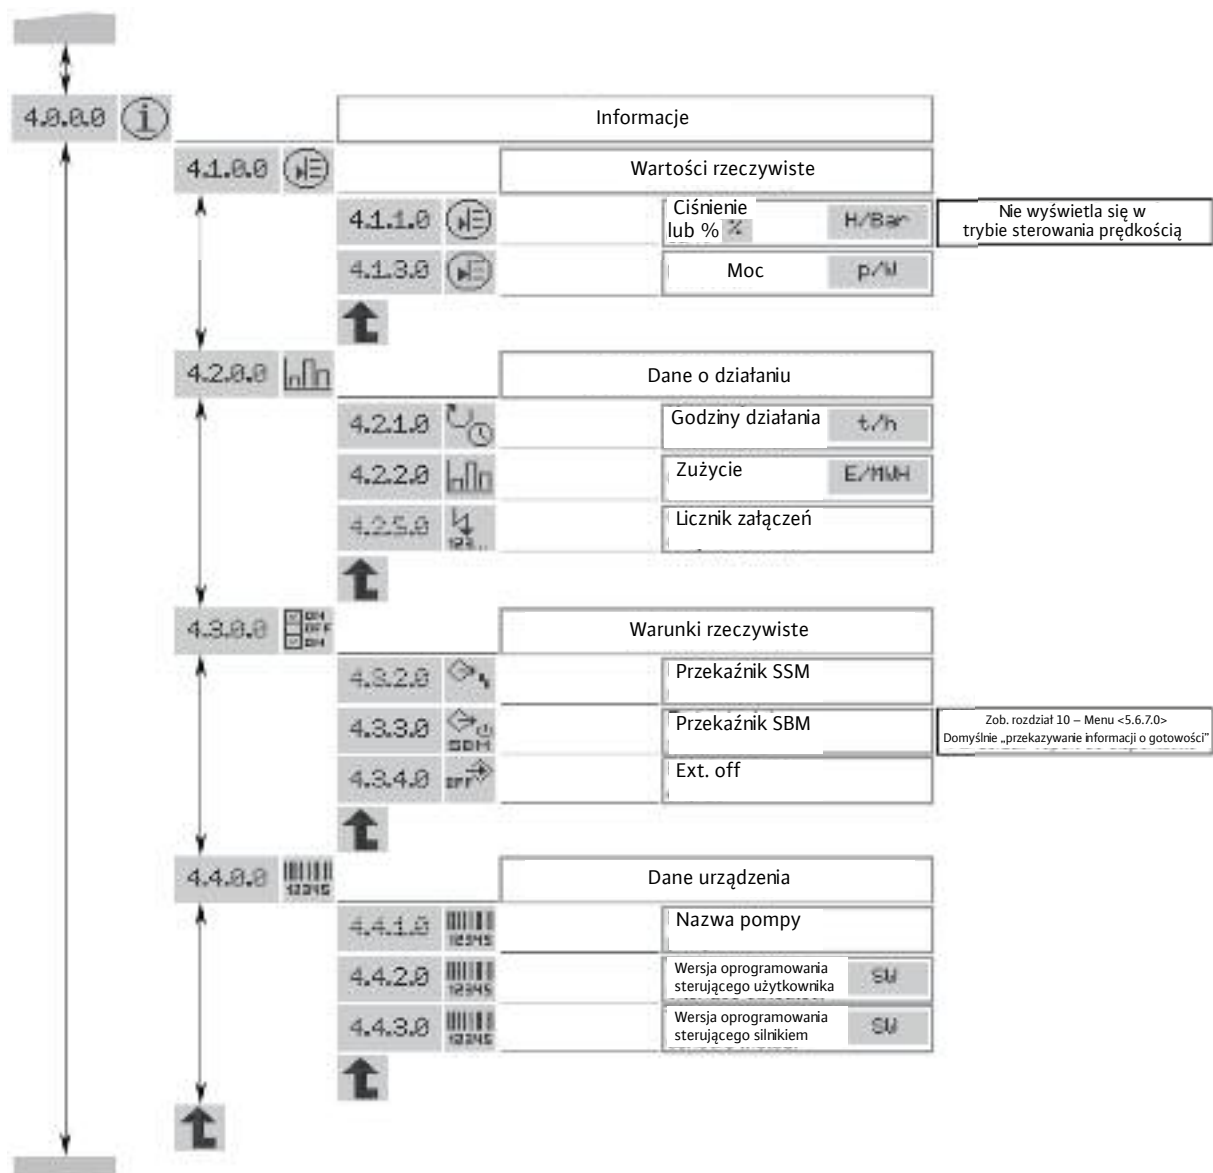 4.0.0.0 i Informacje
4.1.0.0 Wartości rzeczywiste
4.1.1.0 Ciśnienie H/Bar Nie wyświetla się w
lub % % trybie sterowania prędkością
4.1.3.0 Moc p/W
4.2.0.0 Dane o działaniu
4.2.1.0 Godziny działania t/h
4.2.2.0 Zużycie E/MWH
4.2.5.0 123... Licznik załączeń
4.3.0.0 ON OFF ON Warunki rzeczywiste
4.3.2.0 Przekaźnik SSM
4.3.3.0 SBM Przekaźnik SBM Zob. rozdział 10 – Menu <5.6.7.0>
Domyślnie „przekazywanie informacji o gotowości”
4.3.4.0 OFF Ext. off
4.4.0.0 12345 Dane urządzenia
4.4.1.0 12345 Nazwa pompy
4.4.2.0 12345 Wersja oprogramowania
sterującego użytkownika SW
4.4.3.0 12345 Wersja oprogramowania
sterującego silnikiem SW